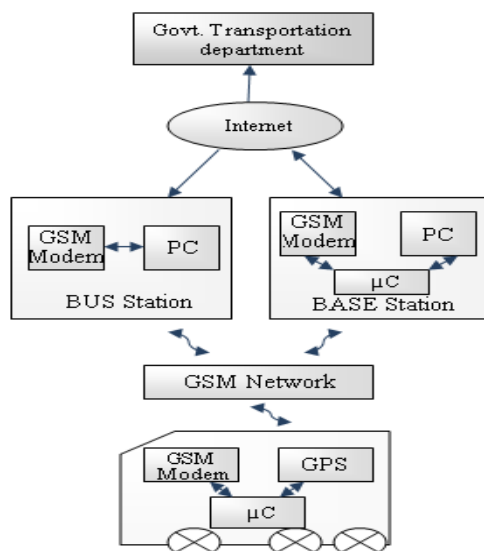 Govt. Transportation
department
Internet
GSM
Modem
PC
BUS Station
GSM
Modem
PC
μC
BASE Station
GSM Network
GSM
Modem
GPS
μC